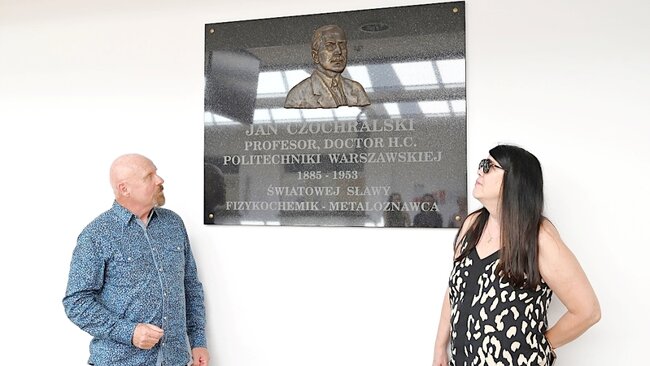 JAN CZOCHRALSKI
PROFESOR, DOCTOR H.C.
POLITECHNIKI WARSZAWSKIEJ
1885 - 1953
ŚWIATOWEJ SŁAWY
FIZYKOCHEMIK - METALOZNAWCA